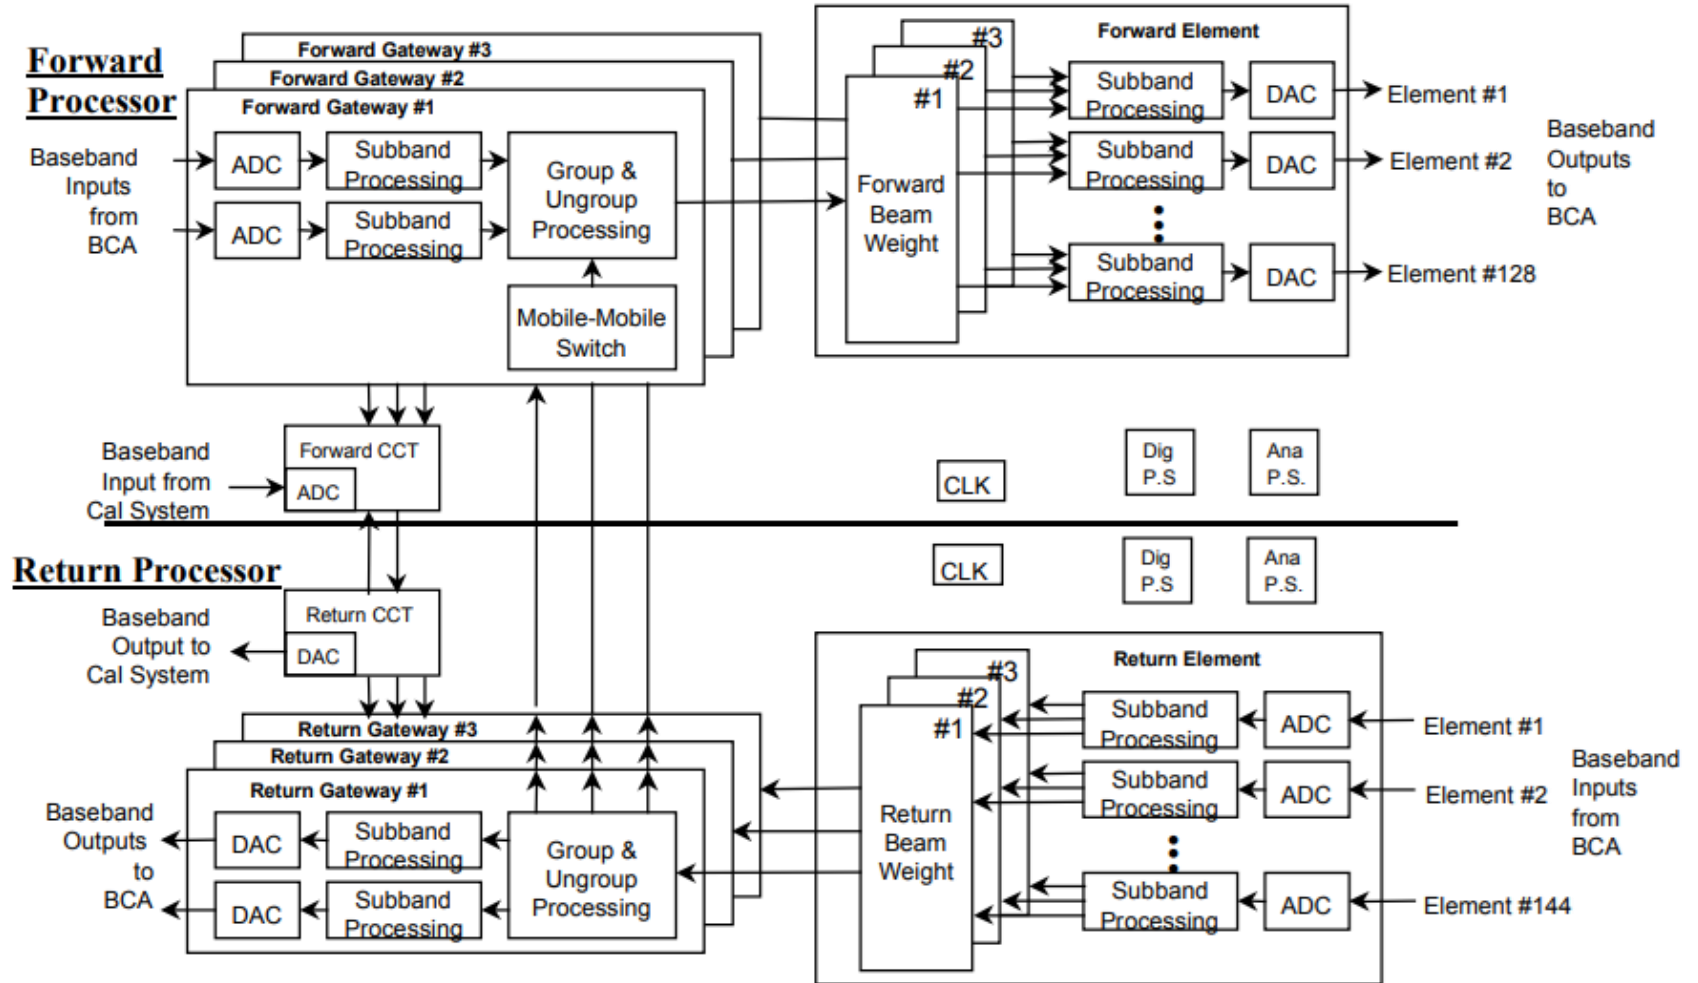 Forward
Processor
Forward Gateway #3
Forward Gateway #2
Forward Gateway #1
Baseband
Inputs
from
BCA
ADC
Subband
Processing
ADC
Subband
Processing
Group &
Ungroup
Processing
Mobile-Mobile
Switch
Forward Element
#3
#2
#1
Forward
Beam
Weight
Subband
Processing
DAC
Element #1
Subband
Processing
DAC
Element #2
Subband
Processing
DAC
Element #128
Baseband
Outputs
to
BCA
Baseband
Input from
Cal System
Forward CCT
ADC
CLK
Dig
P.S
Ana
P.S.
Return Processor
CLK
Dig
P.S
Ana
P.S.
Baseband
Output to
Cal System
Return CCT
DAC
Return Gateway #3
Return Gateway #2
Return Gateway #1
Baseband
Outputs
to
BCA
DAC
Subband
Processing
DAC
Subband
Processing
Group &
Ungroup
Processing
Return Element
#3
#2
#1
Return
Beam
Weight
Subband
Processing
ADC
Element #1
Subband
Processing
ADC
Element #2
Subband
Processing
ADC
Element #144
Baseband
Inputs
from
BCA